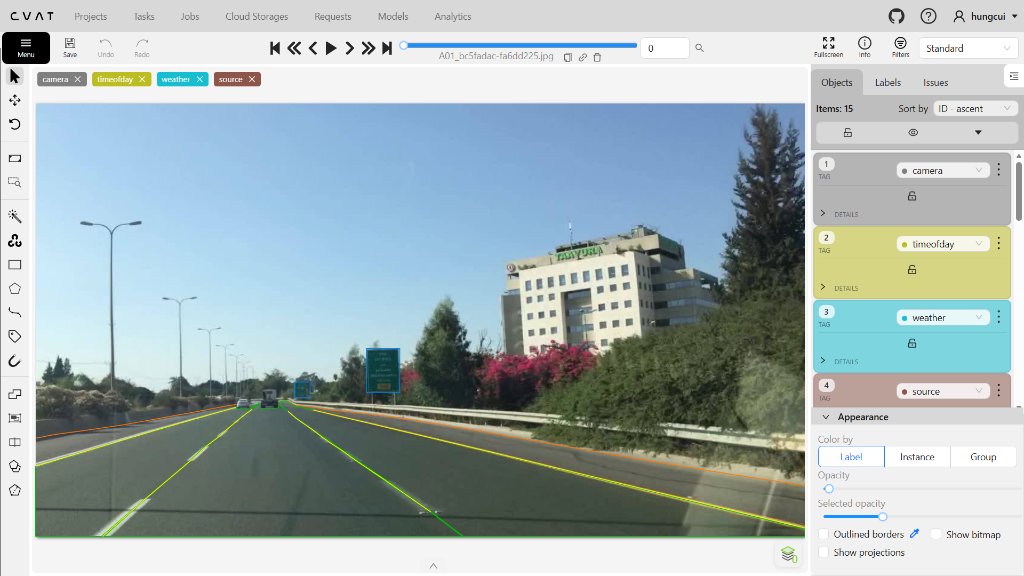 CVAT
Projects
Tasks
Jobs
Cloud Storages
Requests
Models
Analytics
hungcui
Menu
Save
Undo
Redo
A01_bc5fadac-fa6dd225.jpg
0
Fullscreen
Info
Filters
Standard
camera
timeofday
weather
source
TAAVURA
Objects
Labels
Issues
Items: 15
Sort by
ID - ascent
1
TAG
camera
DETAILS
2
TAG
timeofday
DETAILS
3
TAG
weather
DETAILS
4
TAG
source
Appearance
Color by
Label
Instance
Group
Opacity
Selected opacity
Outlined borders
Show bitmap
Show projections
0